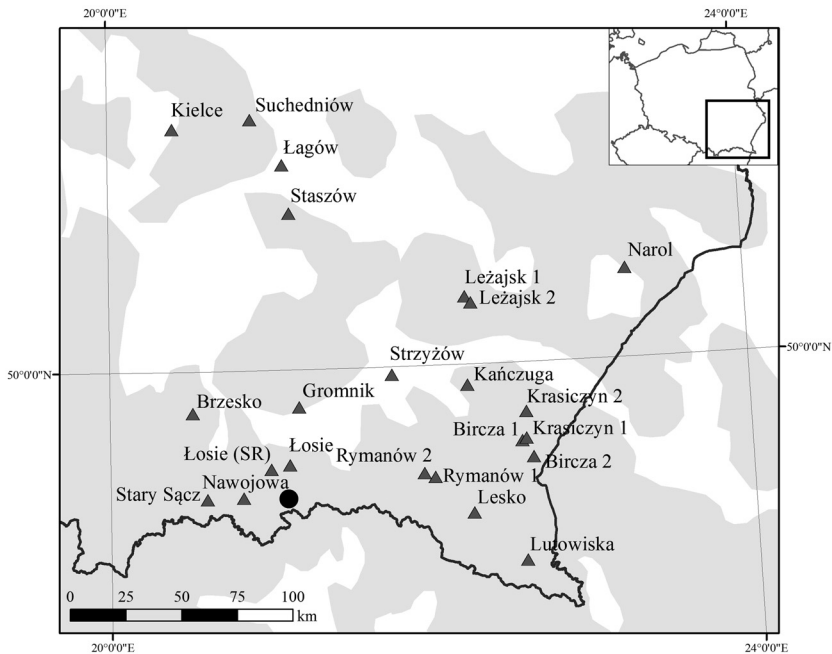 20°0'0"E
24°0'0"E
Kielce
Suchedniów
Łagów
Staszów
Narol
Leżajsk 1
Leżajsk 2
50°0'0"N
50°0'0"N
Strzyżów
Kańczuga
Brzesko
Gromnik
Krasiczyn 2
Bircza 1
Krasiczyn 1
Łosie (SR)
Łosie
Rymanów 2
Bircza 2
Stary Sącz
Nawojowa
Rymanów 1
Lesko
Lutowiska
0 25 50 75 100
km
20°0'0"E
24°0'0"E